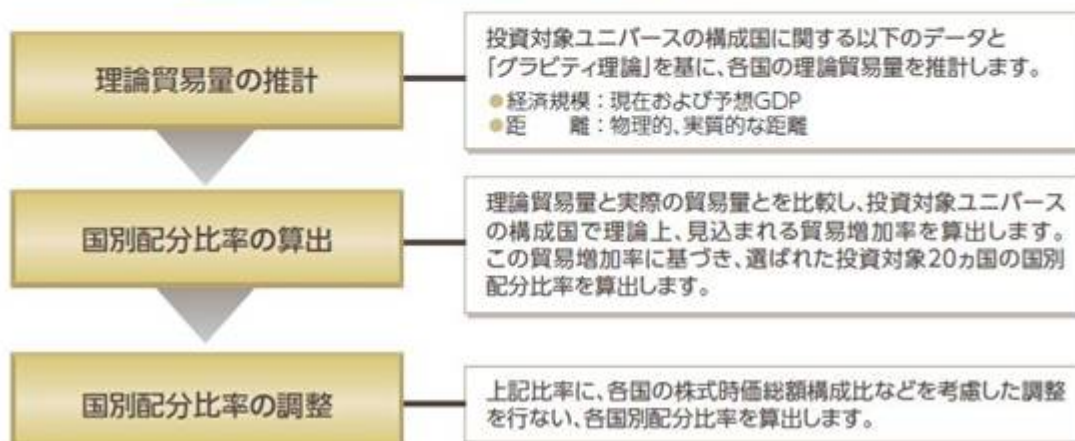 理論貿易量の推計
投資対象ユニバースの構成国に関する以下のデータと
「グラビティ理論」を基に、各国の理論貿易量を推計します。
●経済規模：現在および予想GDP
●距　　離：物理的、実質的な距離
国別配分比率の算出
理論貿易量と実際の貿易量とを比較し、投資対象ユニバース
の構成国で理論上、見込まれる貿易増加率を算出します。
この貿易増加率に基づき、選ばれた投資対象20ヵ国の国別
配分比率を算出します。
国別配分比率の調整
上記比率に、各国の株式時価総額構成比などを考慮した調整
を行ない、各国別配分比率を算出します。